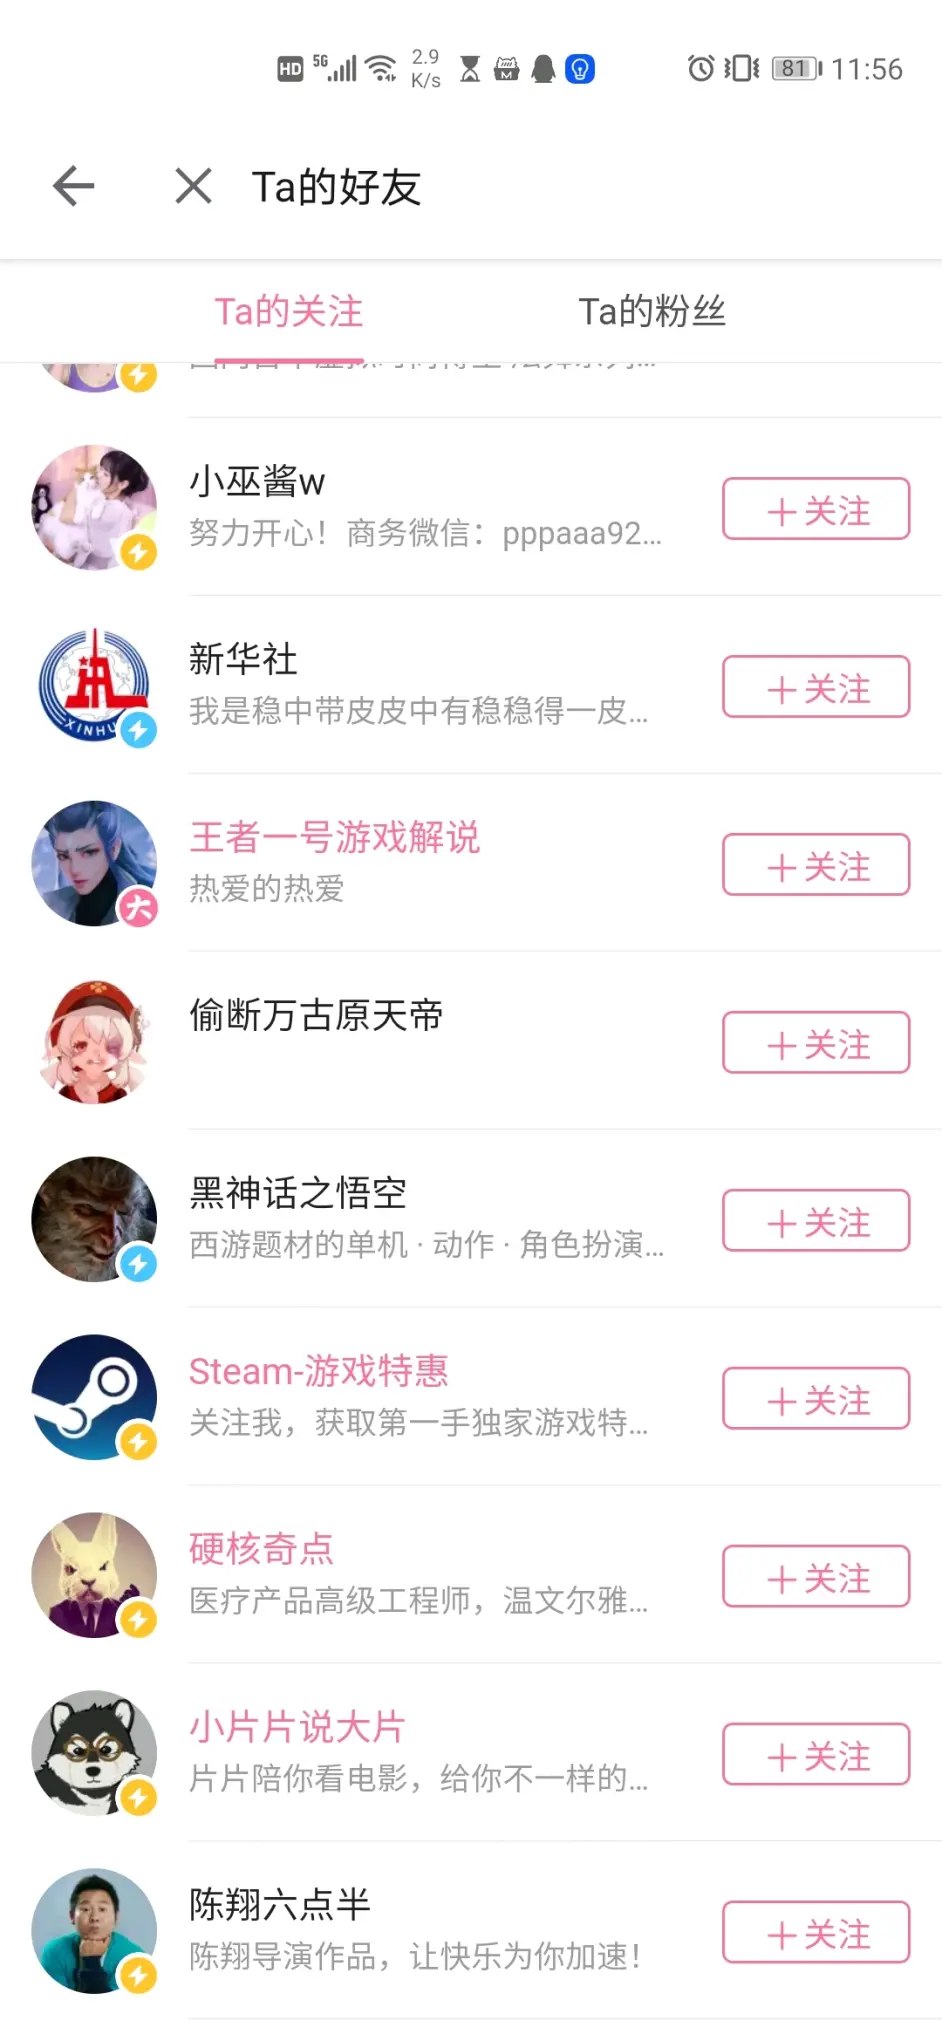 HD 5G 2.9 K/s 81 11:56
Ta的好友
Ta的关注 Ta的粉丝
小巫酱w
努力开心！商务微信：pppaaa92...
+关注
新华社
我是稳中带皮皮中有稳稳得一皮...
+关注
XINHU
王者一号游戏解说
热爱的热爱
+关注
大
偷断万古原天帝
+关注
黑神话之悟空
西游题材的单机 · 动作 · 角色扮演...
+关注
Steam-游戏特惠
关注我，获取第一手独家游戏特...
+关注
硬核奇点
医疗产品高级工程师，温文尔雅...
+关注
小片片说大片
片片陪你看电影，给你不一样的...
+关注
陈翔六点半
陈翔导演作品，让快乐为你加速！
+关注